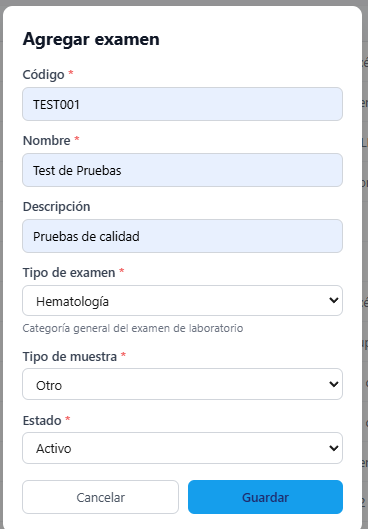 Agregar examen
Código *
TEST001
Nombre *
Test de Pruebas
Descripción
Pruebas de calidad
Tipo de examen *
Hematología
Categoría general del examen de laboratorio
Tipo de muestra *
Otro
Estado *
Activo
Cancelar
Guardar